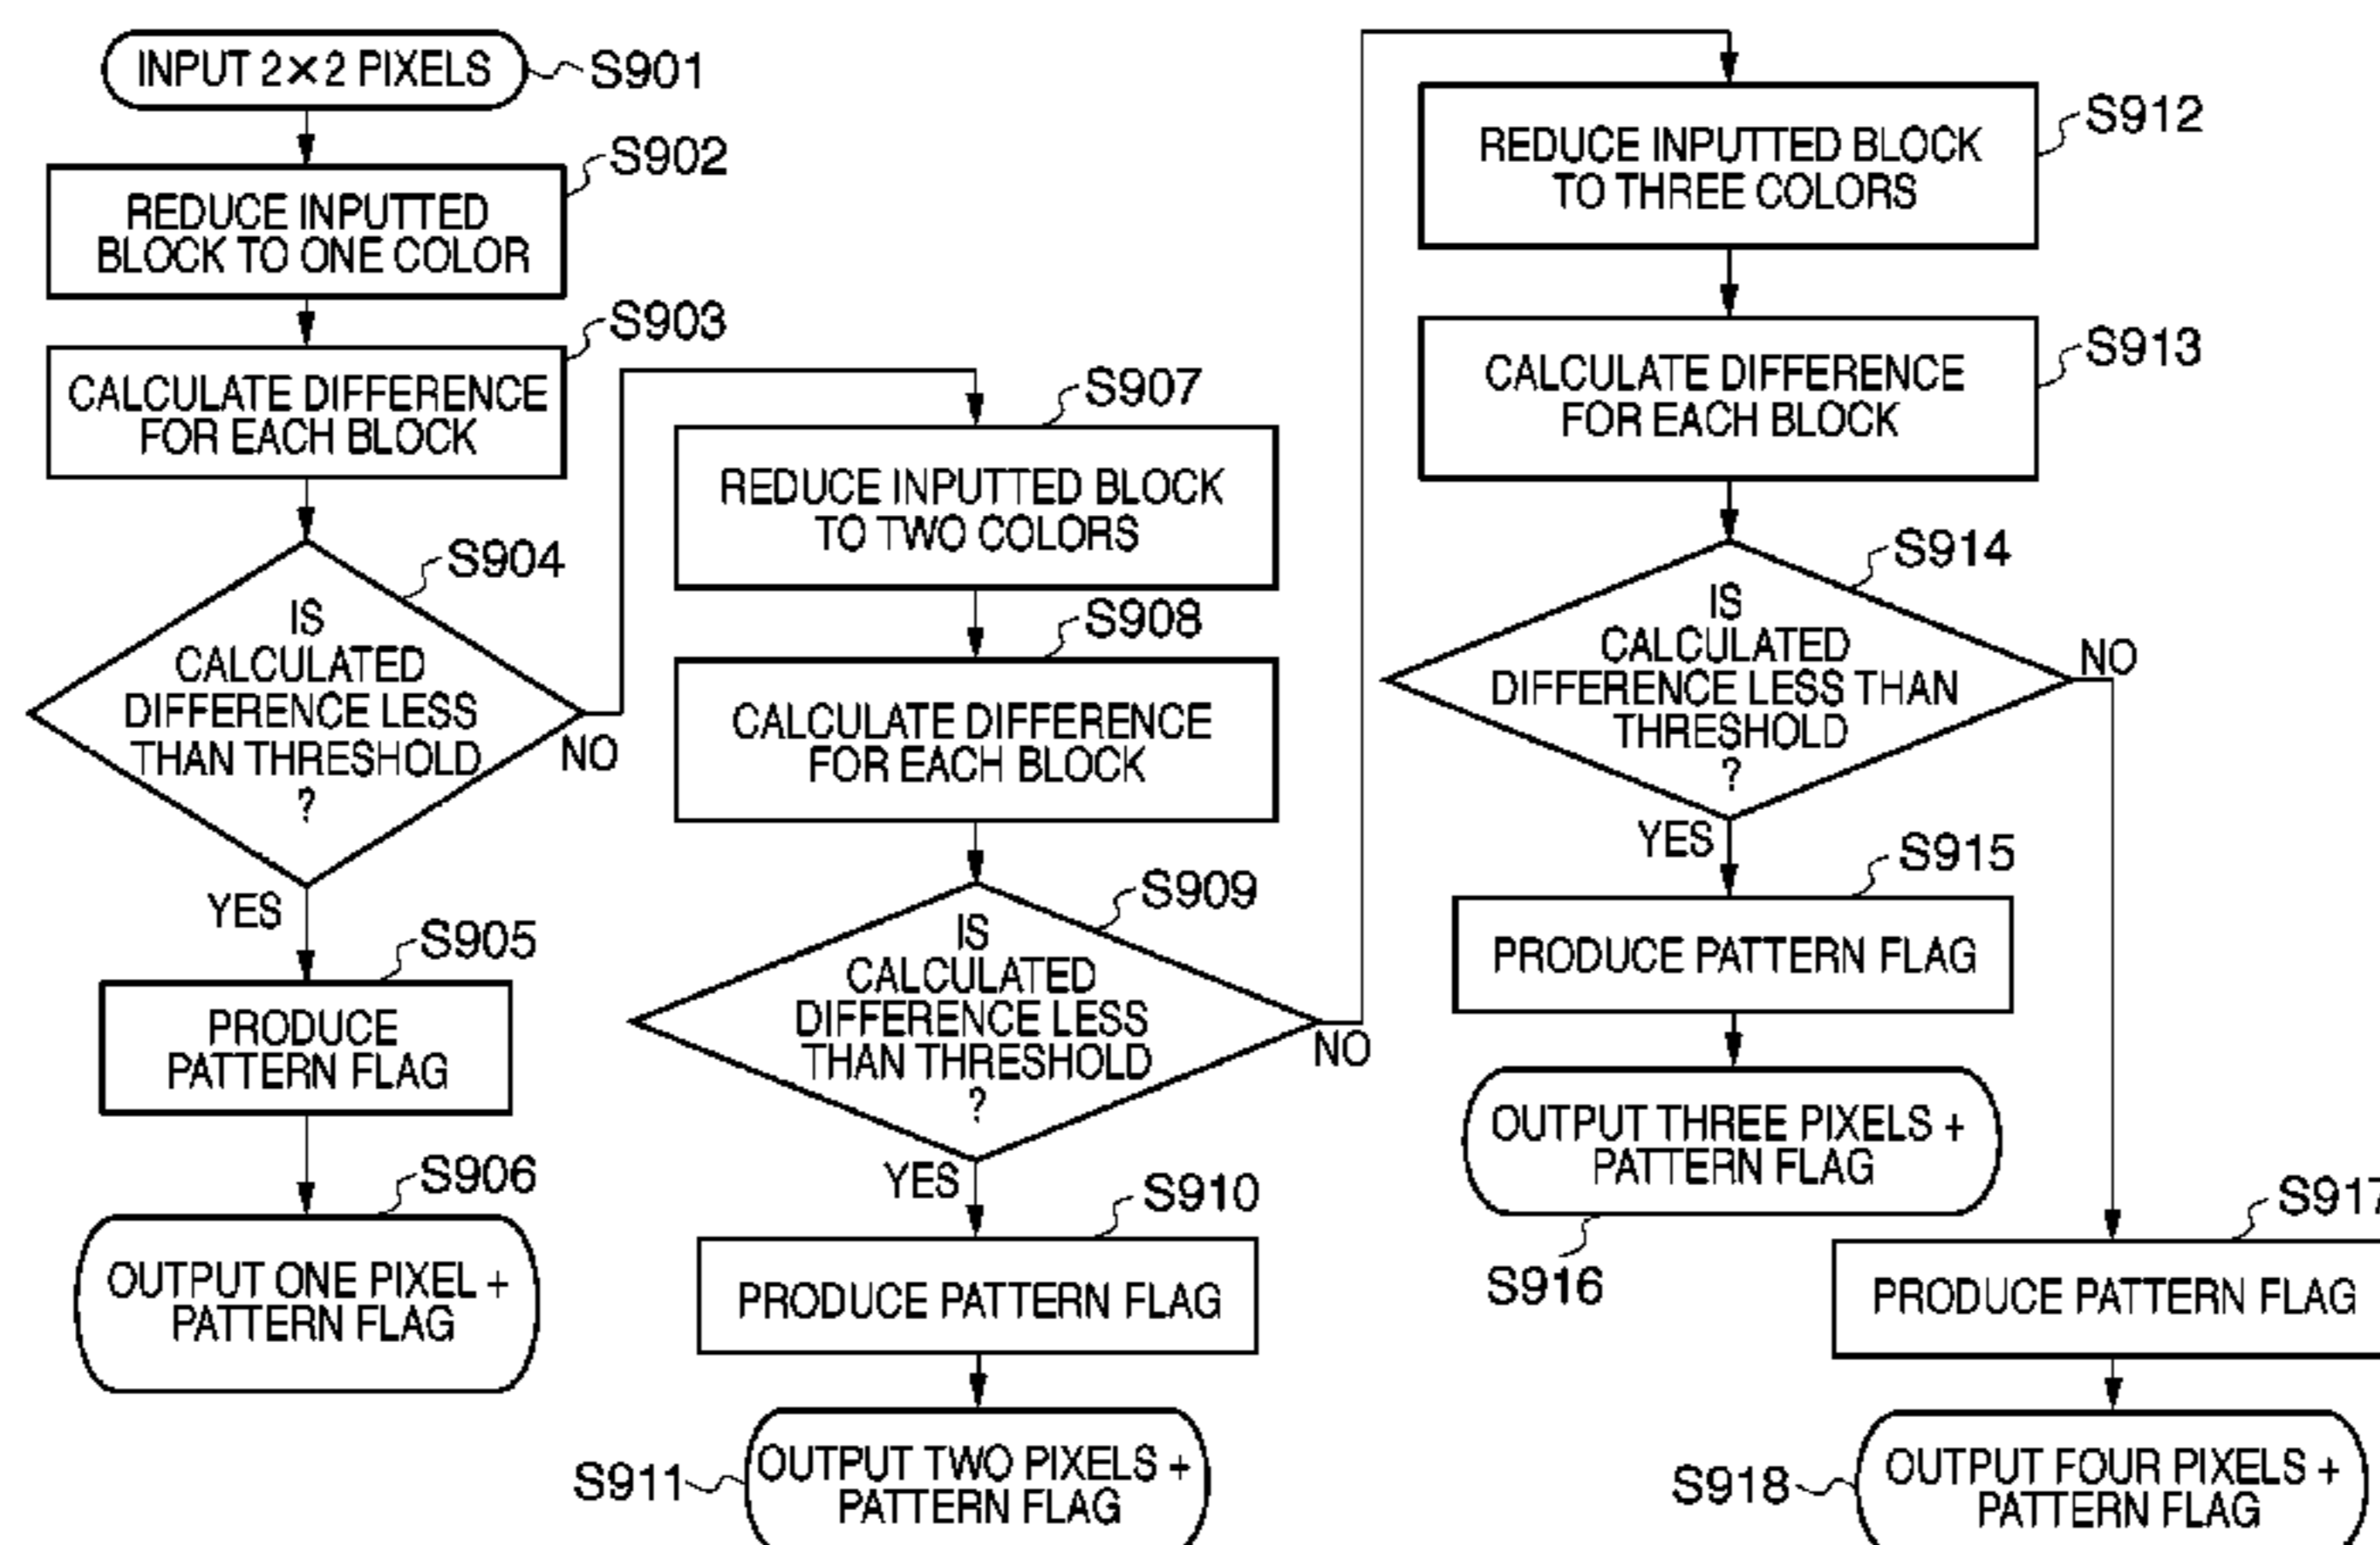 INPUT 2×2 PIXELS
S901
REDUCE INPUTTED
BLOCK TO ONE COLOR
S902
CALCULATE DIFFERENCE
FOR EACH BLOCK
S903
IS
CALCULATED
DIFFERENCE LESS
THAN THRESHOLD
?
S904
NO
YES
PRODUCE
PATTERN FLAG
S905
OUTPUT ONE PIXEL +
PATTERN FLAG
S906
REDUCE INPUTTED BLOCK
TO TWO COLORS
S907
CALCULATE DIFFERENCE
FOR EACH BLOCK
S908
IS
CALCULATED
DIFFERENCE LESS
THAN THRESHOLD
?
S909
NO
YES
PRODUCE PATTERN FLAG
S910
OUTPUT TWO PIXELS +
PATTERN FLAG
S911
REDUCE INPUTTED BLOCK
TO THREE COLORS
S912
CALCULATE DIFFERENCE
FOR EACH BLOCK
S913
IS
CALCULATED
DIFFERENCE LESS THAN
THRESHOLD
?
S914
NO
YES
PRODUCE PATTERN FLAG
S915
OUTPUT THREE PIXELS +
PATTERN FLAG
S916
PRODUCE PATTERN FLAG
S917
OUTPUT FOUR PIXELS +
PATTERN FLAG
S918